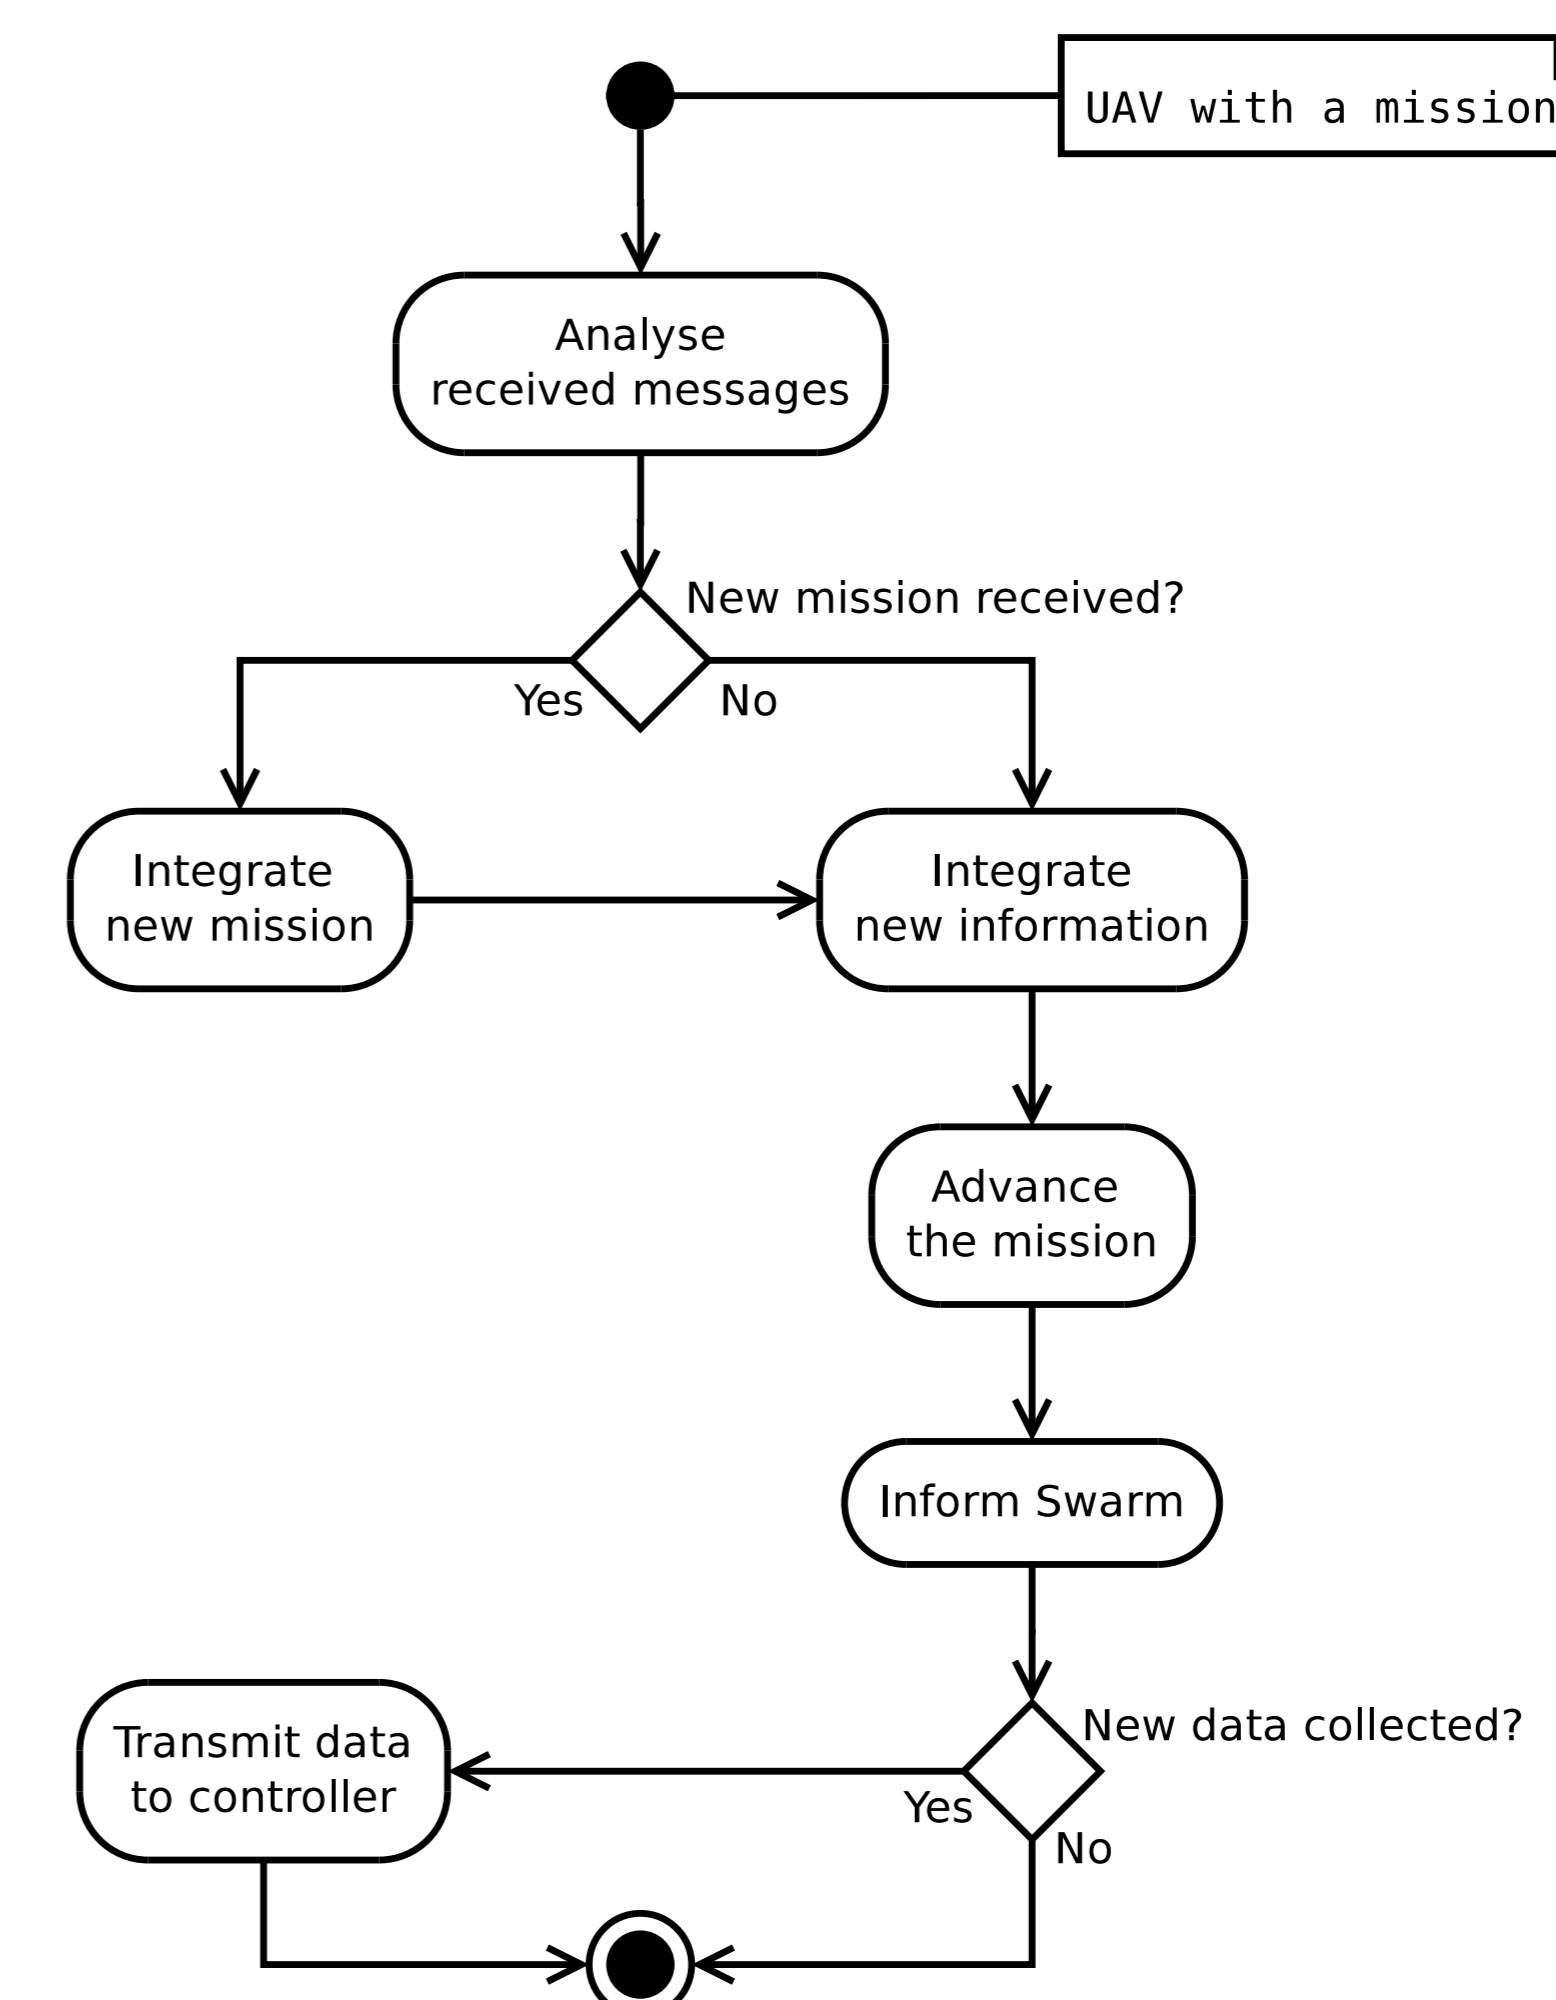 UAV with a mission
Analyse
received messages
New mission received?
Yes
No
Integrate
new mission
Integrate
new information
Advance
the mission
Inform Swarm
New data collected?
Transmit data
to controller
Yes
No